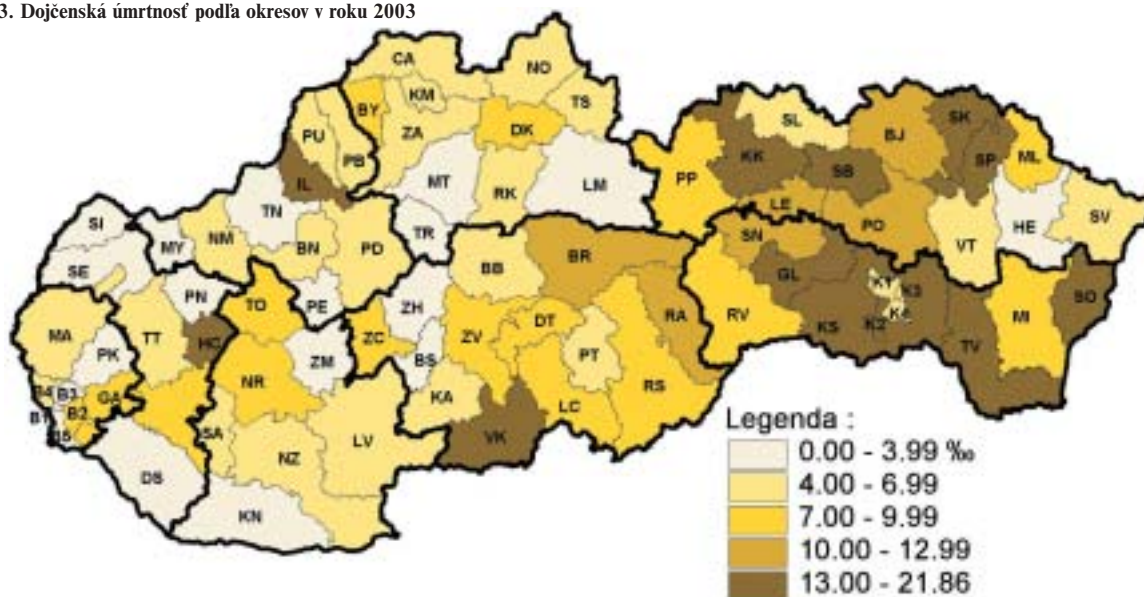 3. Dojčenská úmrtnosť podľa okresov v roku 2003
CA
NO
KM
TS
BY
ZA
DK
PU
PB
SL
BJ
SK
SP
ML
KK
SB
IL
MT
RK
LM
PP
LE
PO
HE
SV
VT
TN
TR
SI
MY
NM
BN
PD
SE
BB
BR
SN
GL
K1
K3
K4
K2
KS
RV
SO
MI
TV
PN
TO
PE
ZH
MA
TT
HC
ZC
ZV
DT
RA
PK
ZM
BS
PT
NR
KA
RS
B3
B2
GA
LC
SA
LV
VK
NZ
DS
KN
Legenda :
0.00 - 3.99 ‰
4.00 - 6.99
7.00 - 9.99
10.00 - 12.99
13.00 - 21.86